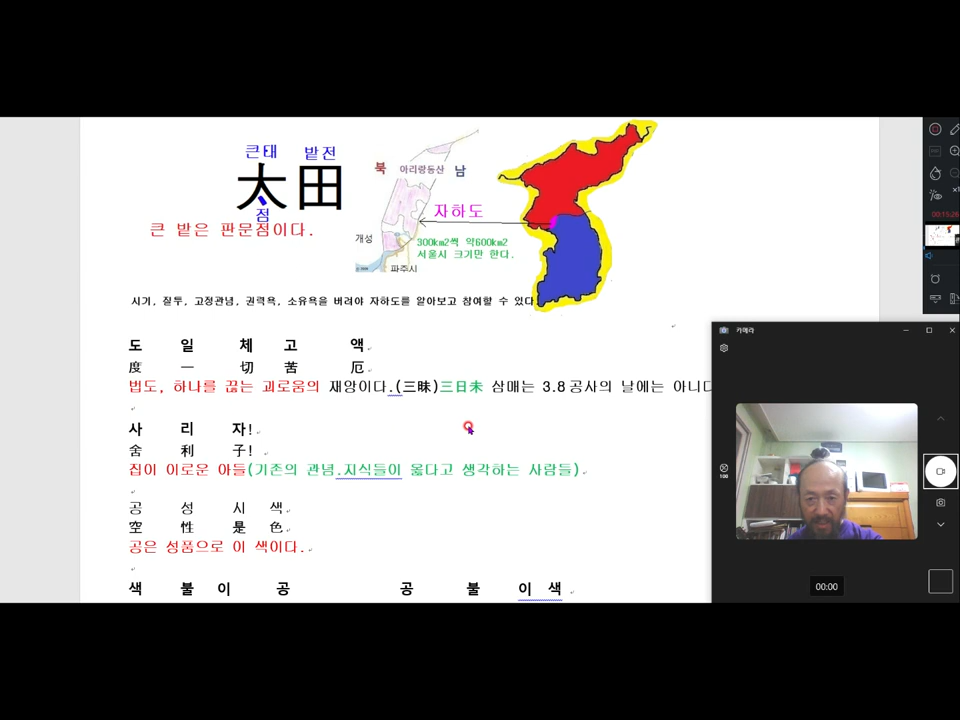 큰태 밭전
太田
점
큰 밭은 판문점이다.
북 아리랑동산 남
자하도
개성
300km2씩 약600km2
서울시 크기만 한다.
파주시
시기, 질투, 고정관념, 권력욕, 소유욕을 버려야 자하도를 알아보고 참여할 수 있다
도 일 체 고 액
度 一 切 苦 厄
법도, 하나를 끊는 괴로움의 재앙이다.(三昧)三日未 삼매는 3.8공사의 날에는 아니다
사 리 자!
舍 利 子!
집이 이로운 아들(기존의 관념.지식들이 옳다고 생각하는 사람들)
공 성 시 색
空 性 是 色
공은 성품으로 이 색이다.
색 불 이 공 공 불 이 색
카메라
00:00
00:15:26
x1
100